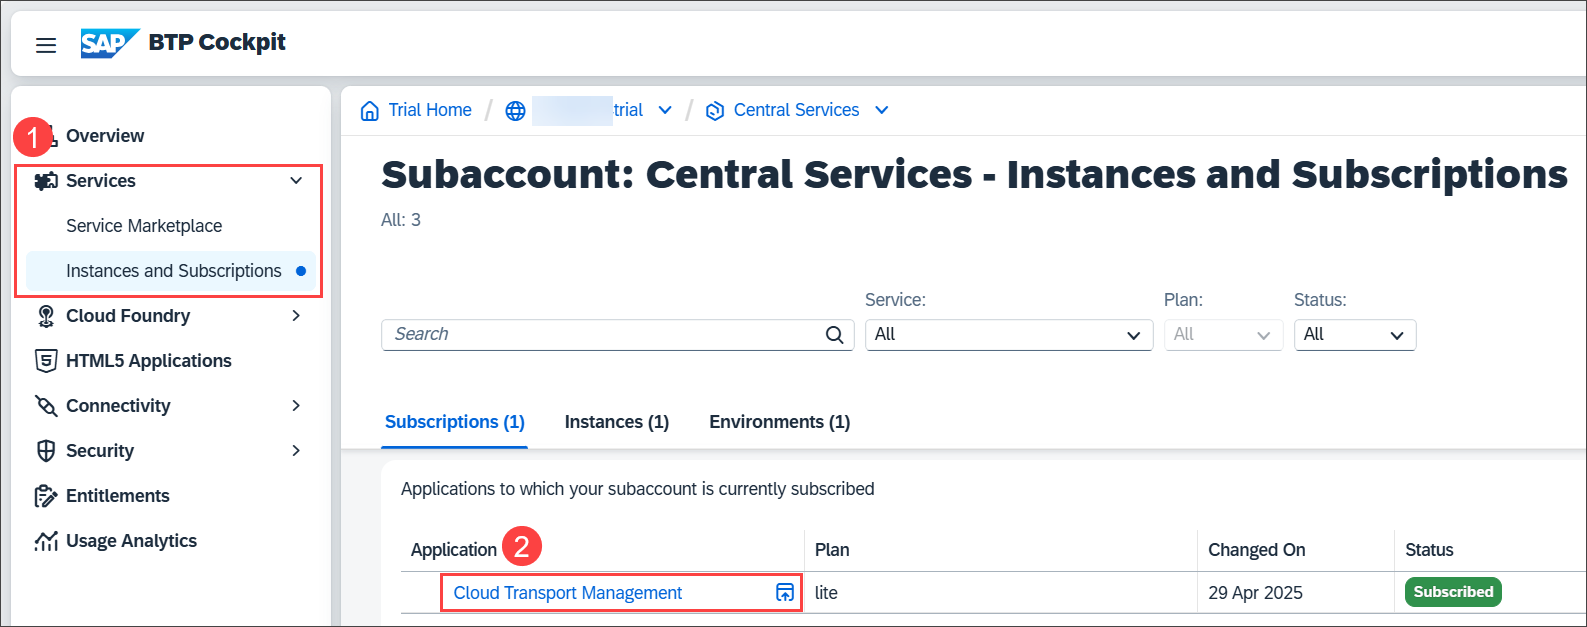 SAP BTP Cockpit
Trial Home / trial / Central Services
1 Overview
Services
Service Marketplace
Instances and Subscriptions
Cloud Foundry
HTML5 Applications
Connectivity
Security
Entitlements
Usage Analytics
Subaccount: Central Services - Instances and Subscriptions
All: 3
Service: Plan: Status:
Search All All All
Subscriptions (1) Instances (1) Environments (1)
Applications to which your subaccount is currently subscribed
Application 2 Plan Changed On Status
Cloud Transport Management lite 29 Apr 2025 Subscribed